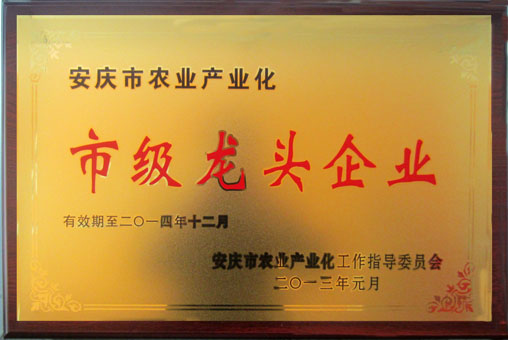 安庆市农业产业化
市级龙头企业
有效期至二〇一四年十二月
安庆市农业产业化工作指导委员会
二〇一三年元月